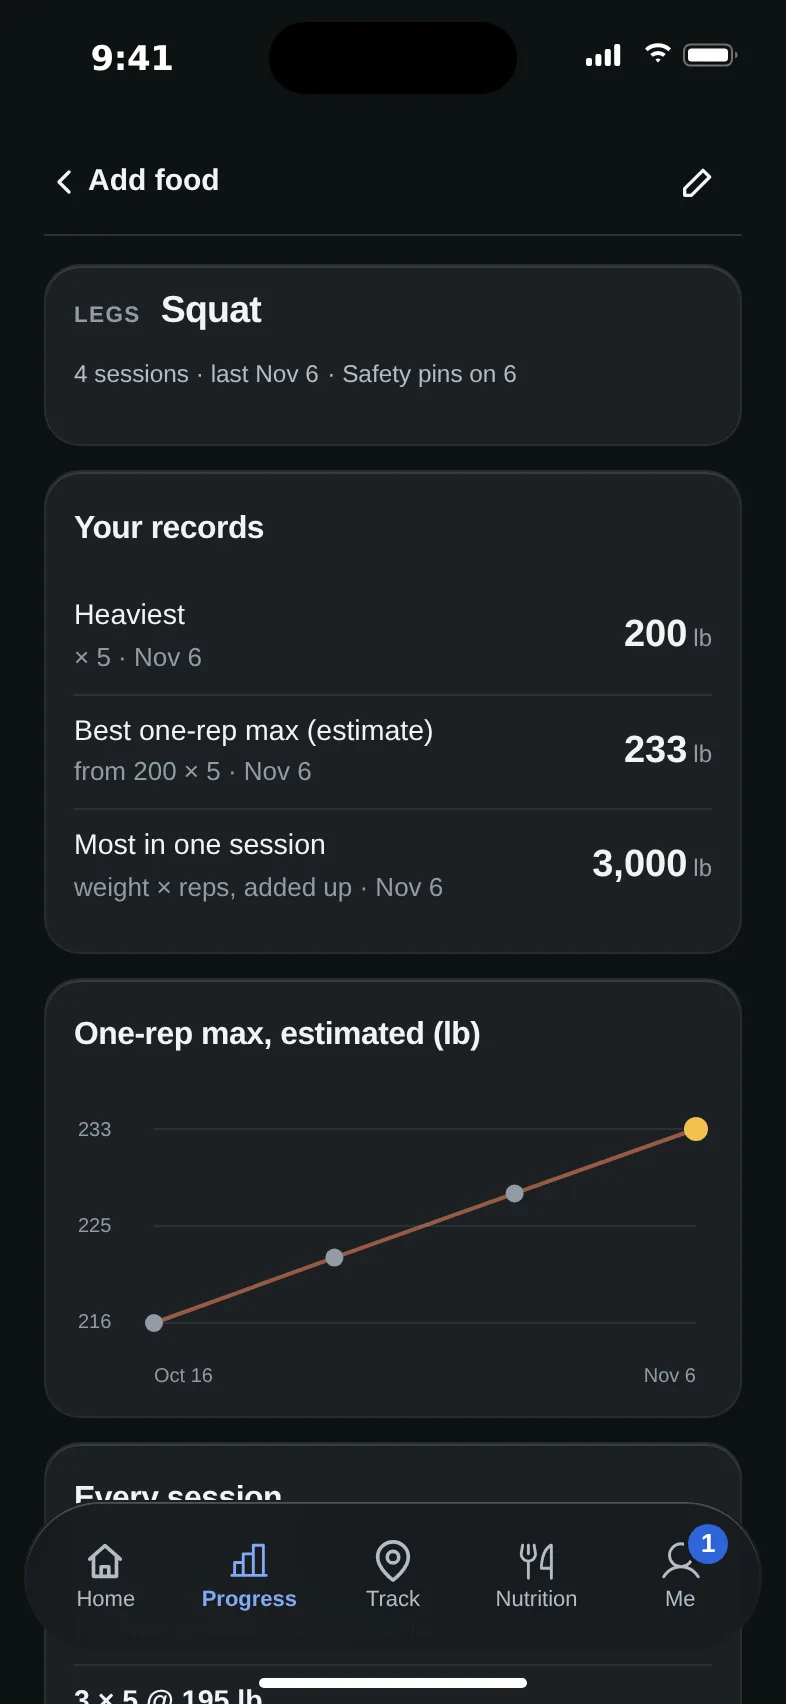 9:41
Add food
LEGS Squat
4 sessions · last Nov 6 · Safety pins on 6
Your records
Heaviest
200 lb
× 5 · Nov 6
Best one-rep max (estimate)
233 lb
from 200 × 5 · Nov 6
Most in one session
3,000 lb
weight × reps, added up · Nov 6
One-rep max, estimated (lb)
233
225
216
Oct 16 Nov 6
Every session
1
Home Progress Track Nutrition Me
3 × 5 @ 195 lb